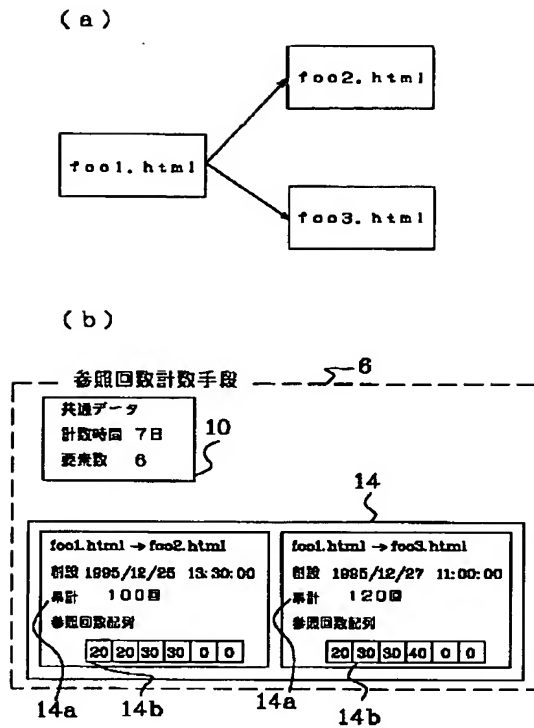 (a)
foo2.html
foo1.html
foo3.html
(b)
参照回数計数手段
6
共通データ
計数時間 7日
要素数 6
10
14
foo1.html→foo2.html
創設 1995/12/25 13:30:00
累計 100回
参照回数配列
20 20 30 30 0 0
foo1.html→foo3.html
創設 1995/12/27 11:00:00
累計 120回
参照回数配列
20 30 30 40 0 0
14a
14b
14a
14b